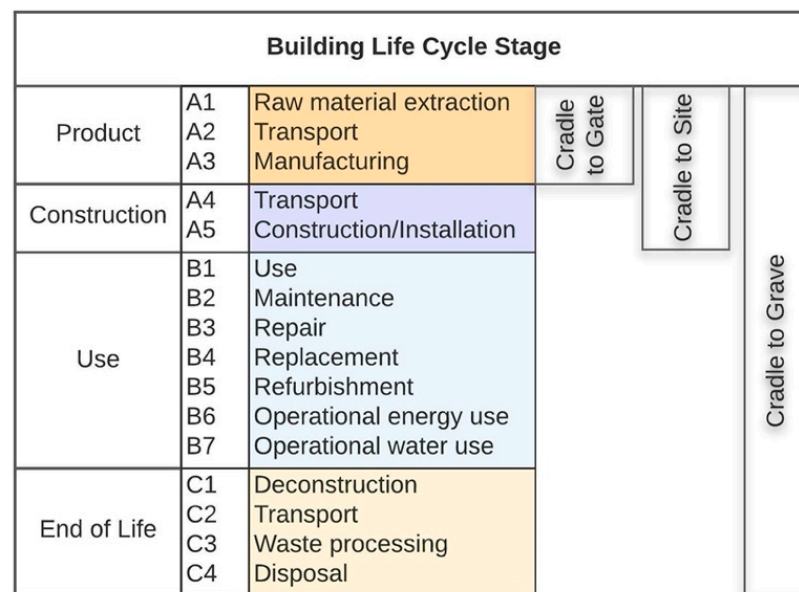 Building Life Cycle Stage
Product
A1 Raw material extraction
A2 Transport
A3 Manufacturing
Cradle
to Gate
Cradle to Site
Cradle to Grave
Construction
A4 Transport
A5 Construction/Installation
Use
B1 Use
B2 Maintenance
B3 Repair
B4 Replacement
B5 Refurbishment
B6 Operational energy use
B7 Operational water use
End of Life
C1 Deconstruction
C2 Transport
C3 Waste processing
C4 Disposal